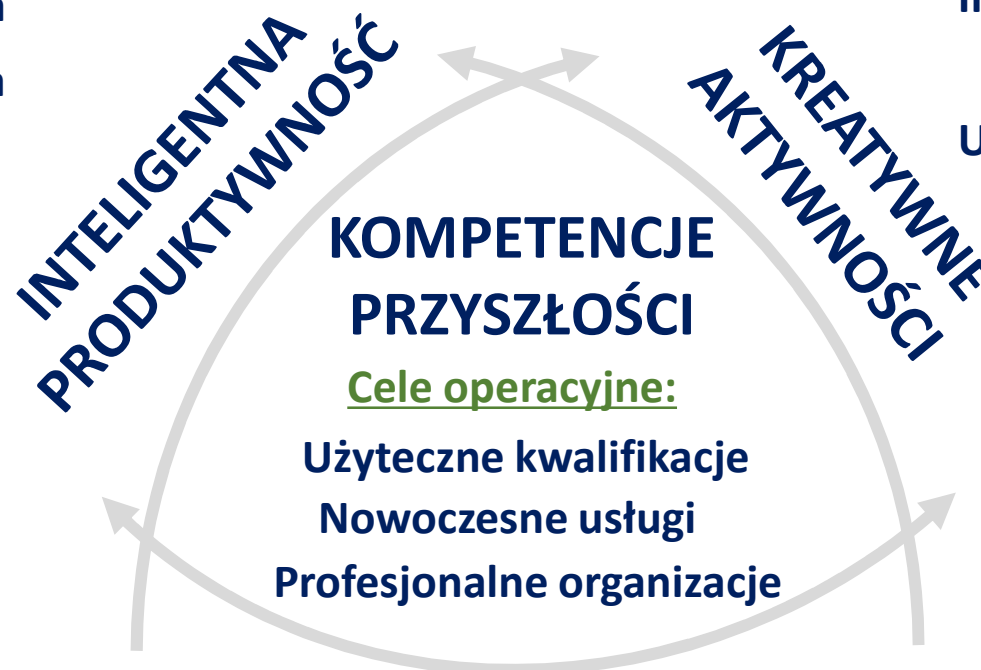 INTELIGENTNA
PRODUKTYWNOŚĆ
KREATYWNE
AKTYWNOŚCI
KOMPETENCJE
PRZYSZŁOŚCI
Cele operacyjne:
Użyteczne kwalifikacje
Nowoczesne usługi
Profesjonalne organizacje